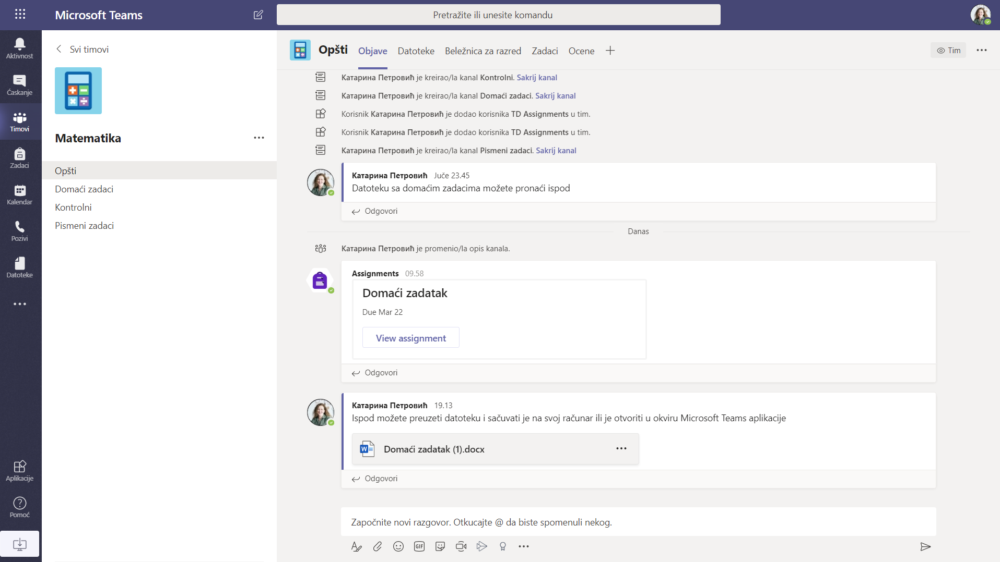 Microsoft Teams
Pretražite ili unesite komandu
Aktivnost
Ćaskanje
Timovi
Zadaci
Kalendar
Pozivi
Datoteke
Aplikacije
Pomoć
Svi timovi
Matematika
Opšti
Domaći zadaci
Kontrolni
Pismeni zadaci
Opšti Objave Datoteke Beležnica za razred Zadaci Ocene Tim
Катарина Петровић je kreirao/la kanal Kontrolni. Sakrij kanal
Катарина Петровић je kreirao/la kanal Domaći zadaci. Sakrij kanal
Korisnik Катарина Петровић je dodao korisnika TD Assignments u tim.
Korisnik Катарина Петровић je dodao korisnika TD Assignments u tim.
Катарина Петровић je kreirao/la kanal Pismeni zadaci. Sakrij kanal
Катарина Петровић Juče 23.45
Datoteku sa domaćim zadacima možete pronaći ispod
Odgovori
Danas
Катарина Петровић je promenio/la opis kanala.
Assignments 09.58
Domaći zadatak
Due Mar 22
View assignment
Odgovori
Катарина Петровић 19.13
Ispod možete preuzeti datoteku i sačuvati je na svoj računar ili je otvoriti u okviru Microsoft Teams aplikacije
W Domaći zadatak (1).docx
Odgovori
Započnite novi razgovor. Otkucajte @ da biste spomenuli nekog.
GIF